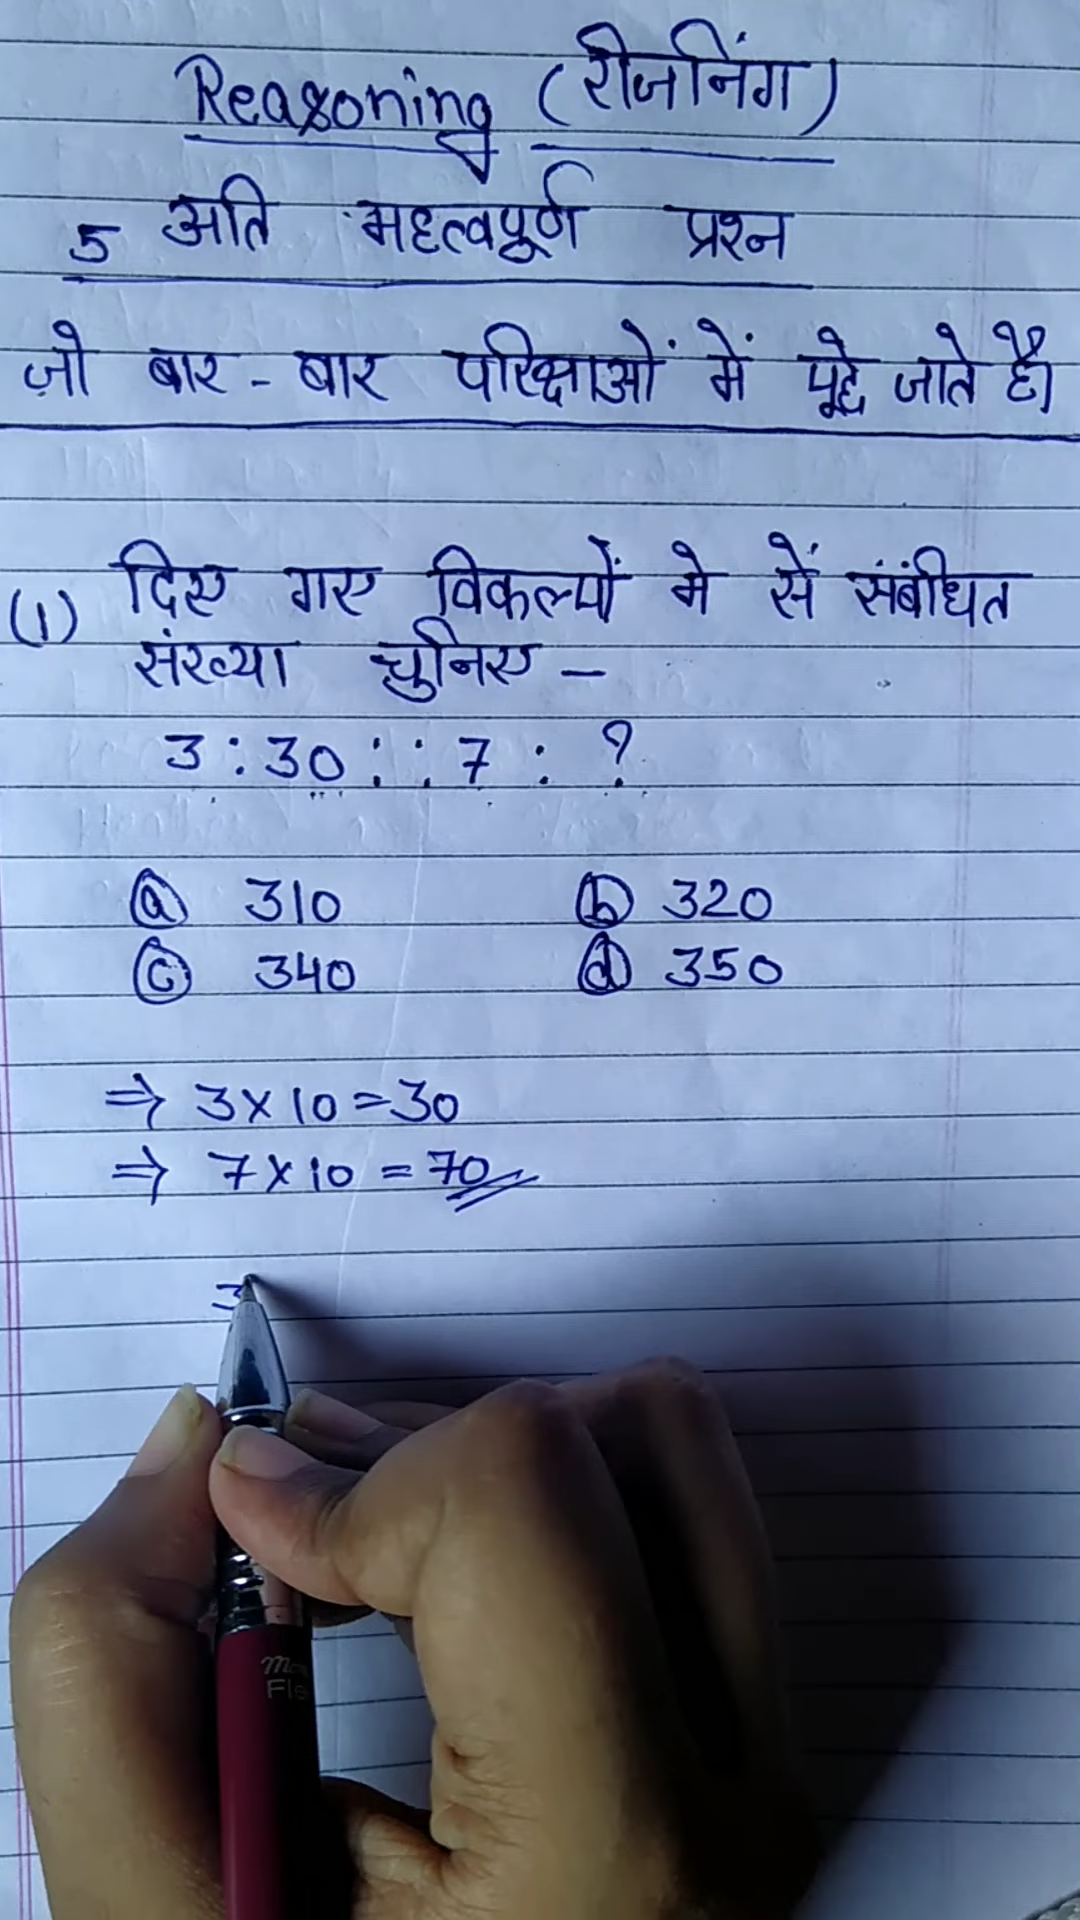 Reasoning (रीजनिंग)
5 अति महत्वपूर्ण प्रश्न
जो बार-बार परिक्षाओं में पूछे जाते है।
(1) दिए गए विकल्पों मे सें संबंधित
संख्या चुनिए –
3:30::7:?
(a) 310 (b) 320
(c) 340 (d) 350
⇒ 3×10=30
⇒ 7×10=70
3